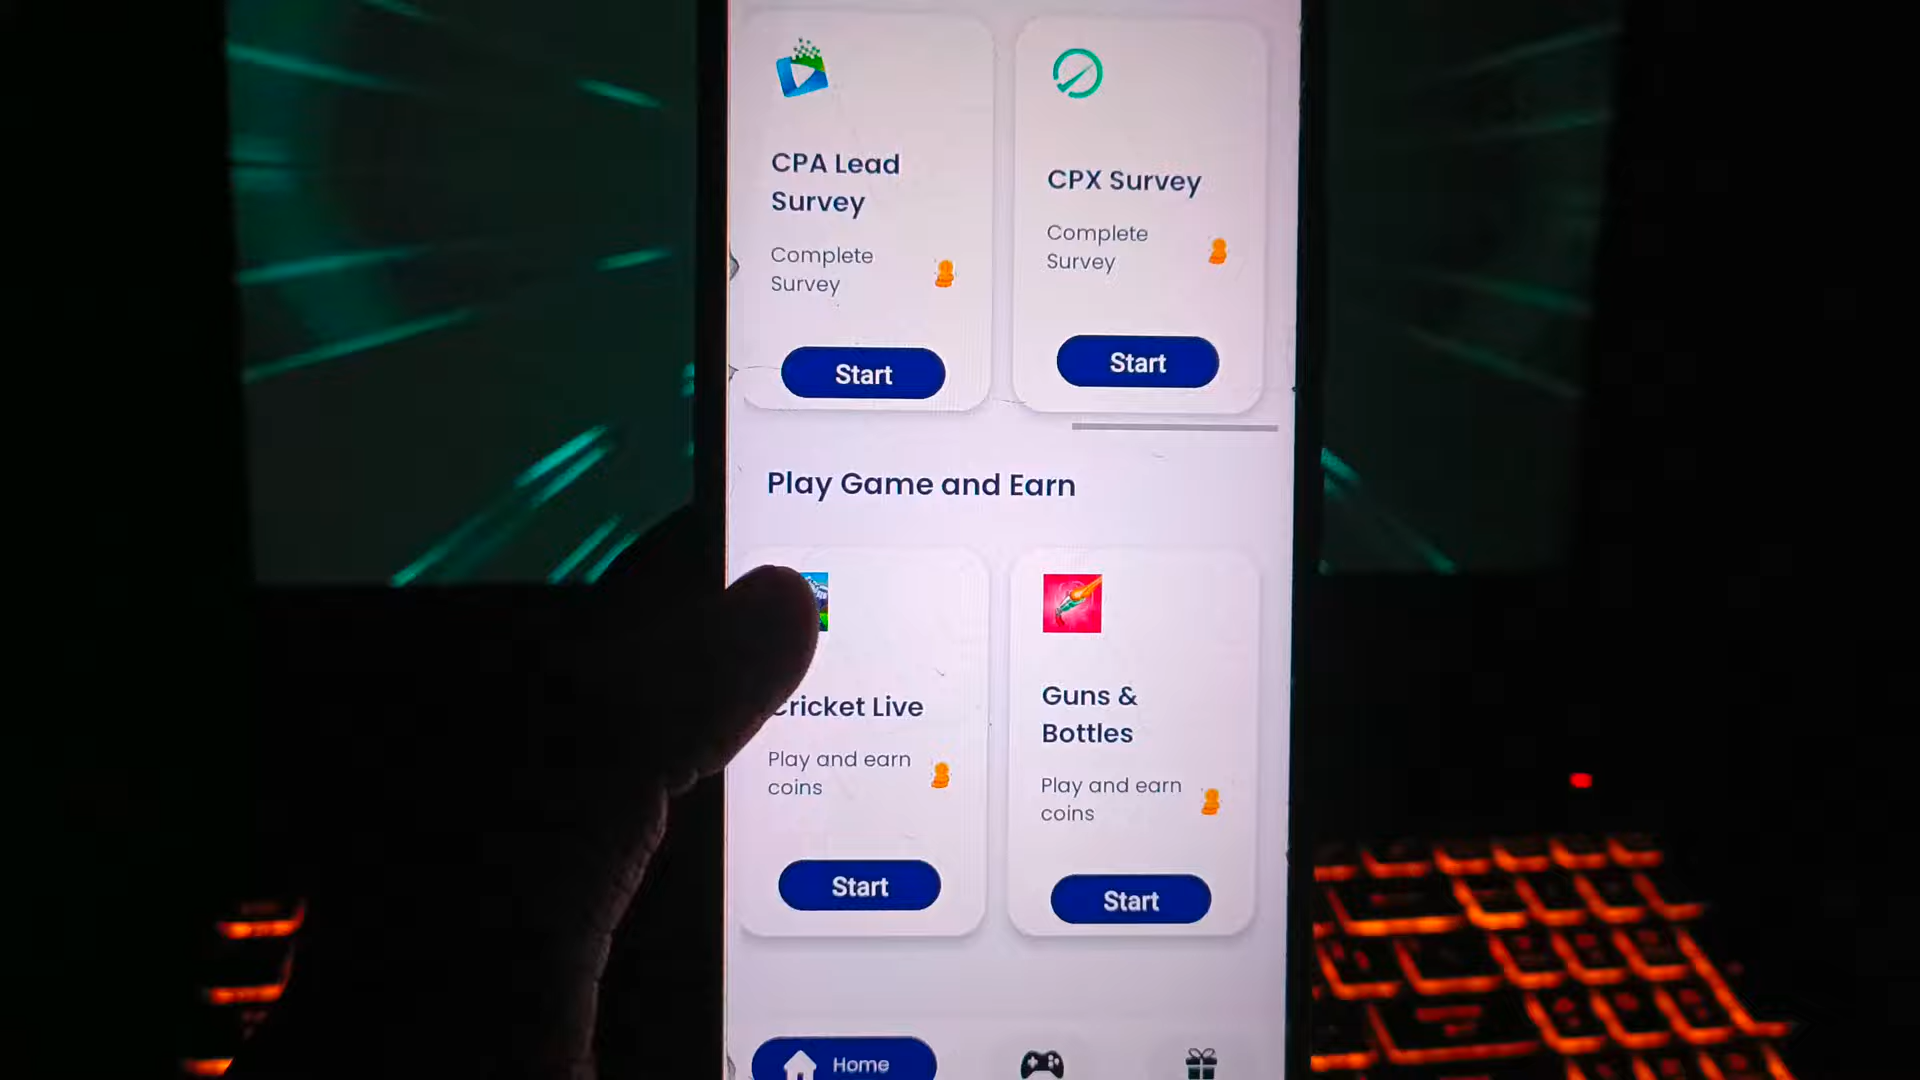 CPA Lead
Survey
Complete
Survey
Start
CPX Survey
Complete
Survey
Start
Play Game and Earn
Cricket Live
Play and earn
coins
Start
Guns &
Bottles
Play and earn
coins
Start
Home